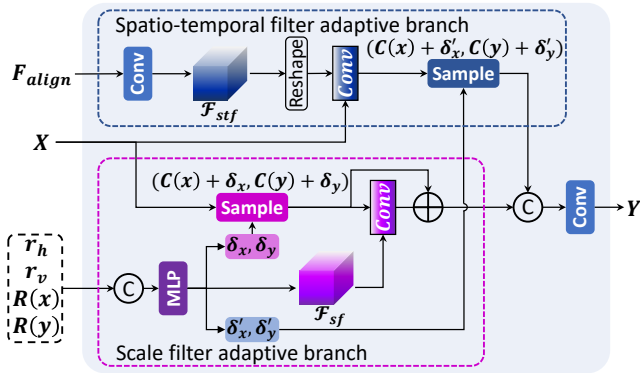 Spatio-temporal filter adaptive branch
(C(x) + δ′x, C(y) + δ′y)
F_align
Conv
ℱ_stf
Reshape
Conv
Sample
X
(C(x) + δx, C(y) + δy)
Sample
Conv
C
Conv
Y
δx, δy
r_h
r_v
R(x)
R(y)
C
MLP
ℱ_sf
δ′x, δ′y
Scale filter adaptive branch